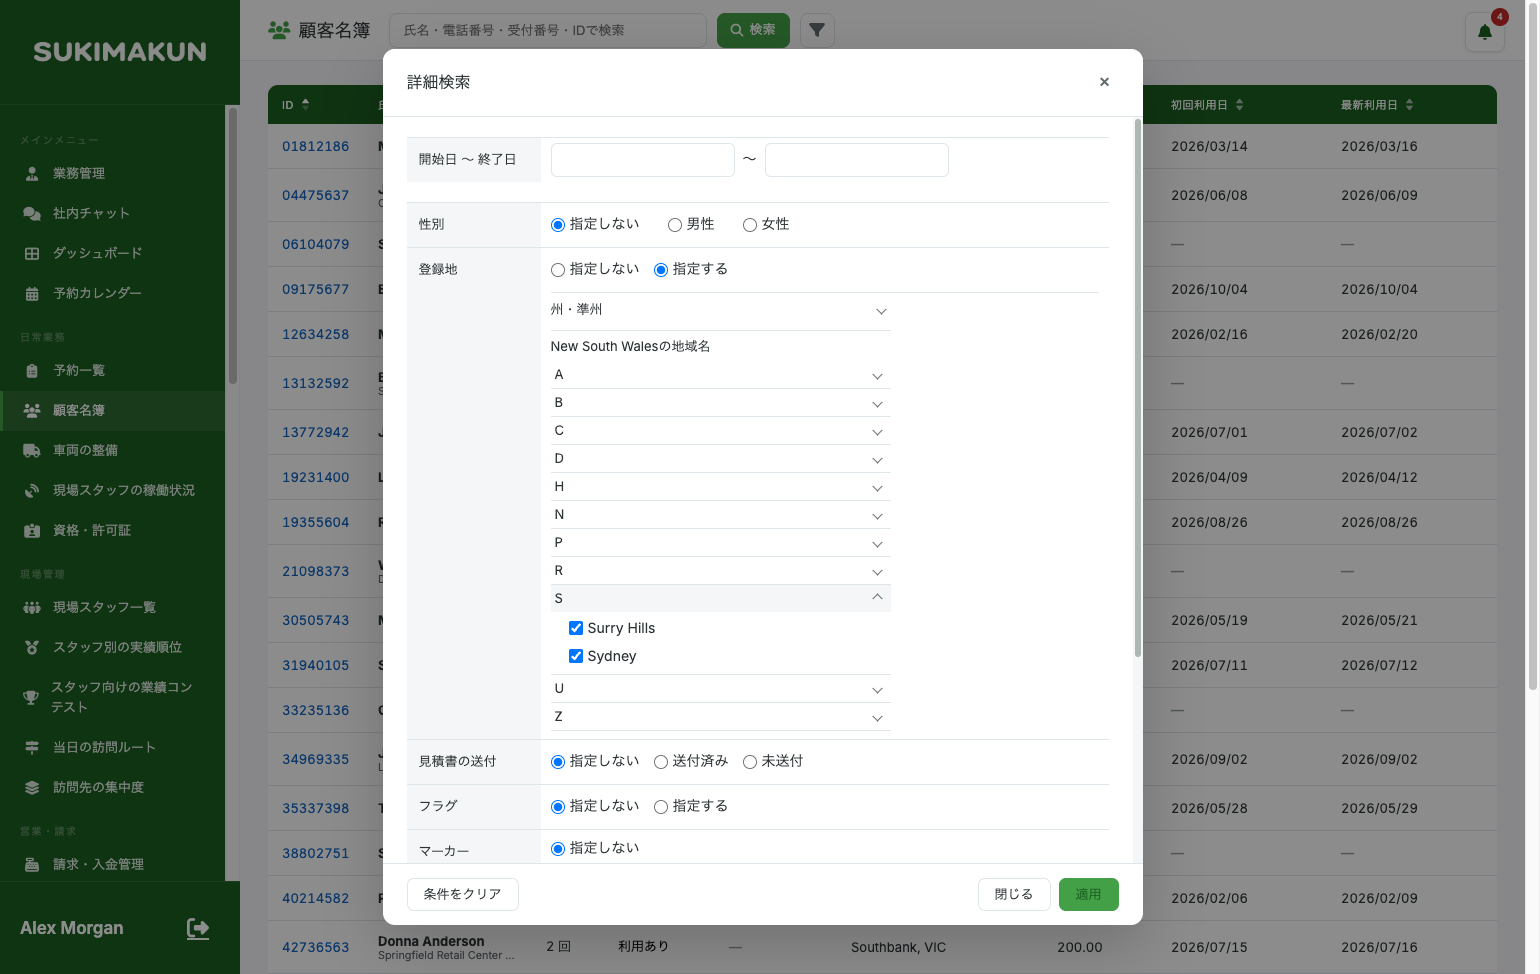 SUKIMAKUN
メインメニュー
業務管理
社内チャット
ダッシュボード
予約カレンダー
日常業務
予約一覧
顧客名簿
車両の整備
現場スタッフの稼働状況
資格・許可証
現場管理
現場スタッフ一覧
スタッフ別の実績順位
スタッフ向けの業績コン
テスト
当日の訪問ルート
訪問先の集中度
営業・請求
請求・入金管理
Alex Morgan
顧客名簿
氏名・電話番号・受付番号・IDで検索
検索
4
ID
初回利用日
最新利用日
01812186
2026/03/14
2026/03/16
04475637
2026/06/08
2026/06/09
06104079
—
—
09175677
2026/10/04
2026/10/04
12634258
2026/02/16
2026/02/20
13132592
—
—
13772942
2026/07/01
2026/07/02
19231400
2026/04/09
2026/04/12
19355604
2026/08/26
2026/08/26
21098373
—
—
30505743
2026/05/19
2026/05/21
31940105
2026/07/11
2026/07/12
33235136
—
—
34969335
2026/09/02
2026/09/02
35337398
2026/05/28
2026/05/29
38802751
—
—
40214582
2026/02/06
2026/02/09
42736563
Donna Anderson
Springfield Retail Center ...
2 回
利用あり
—
Southbank, VIC
200.00
2026/07/15
2026/07/16
詳細検索
×
開始日 〜 終了日
〜
性別
指定しない
男性
女性
登録地
指定しない
指定する
州・準州
New South Walesの地域名
A
B
C
D
H
N
P
R
S
Surry Hills
Sydney
U
Z
見積書の送付
指定しない
送付済み
未送付
フラグ
指定しない
指定する
マーカー
指定しない
条件をクリア
閉じる
適用